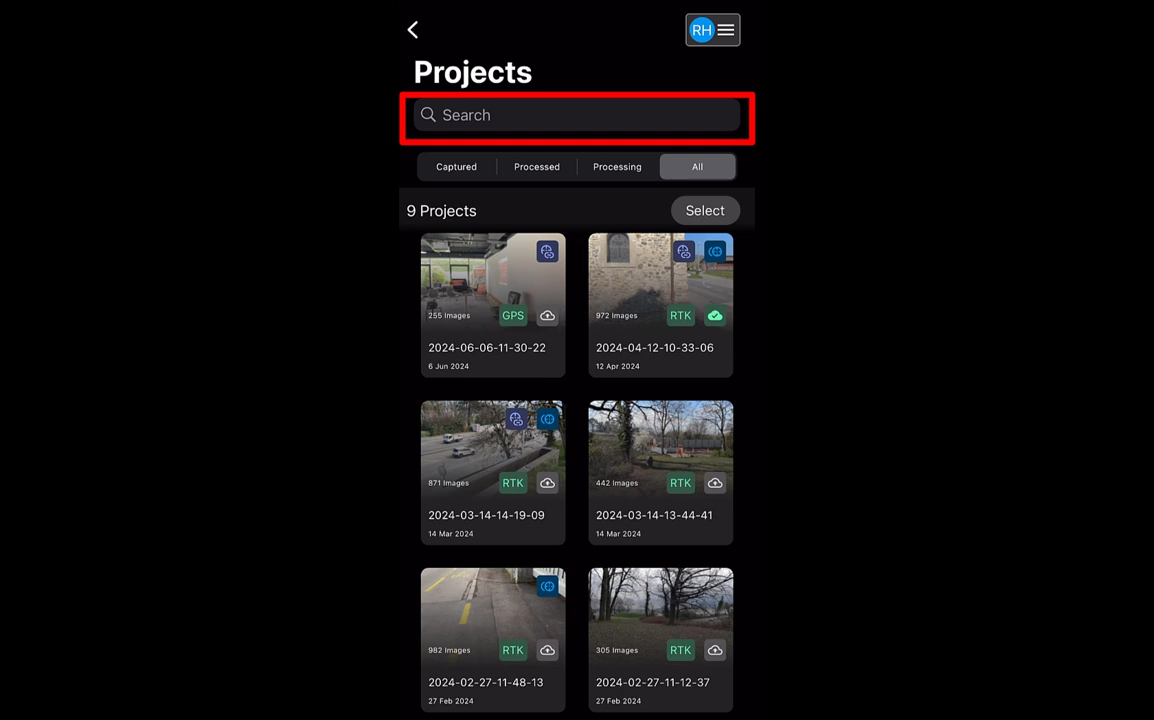 RH
Projects
Search
Captured Processed Processing All
9 Projects Select
255 Images GPS
2024-06-06-11-30-22
6 Jun 2024
972 Images RTK
2024-04-12-10-33-06
12 Apr 2024
871 Images RTK
2024-03-14-14-19-09
14 Mar 2024
442 Images RTK
2024-03-14-13-44-41
14 Mar 2024
982 Images RTK
2024-02-27-11-48-13
27 Feb 2024
305 Images RTK
2024-02-27-11-12-37
27 Feb 2024